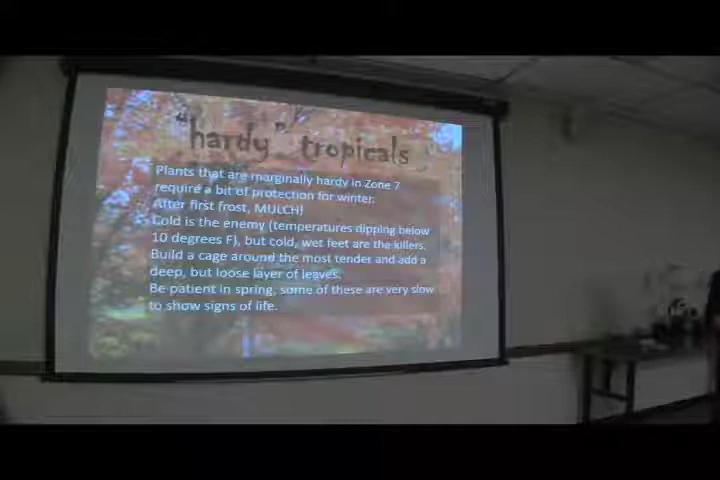 "hardy" tropicals
Plants that are marginally hardy in Zone 7
require a bit of protection for winter:
After first frost, MULCH!
Cold is the enemy (temperatures dipping below
10 degrees F), but cold, wet feet are the killers.
Build a cage around the most tender and add a
deep, but loose layer of leaves.
Be patient in spring, some of these are very slow
to show signs of life.